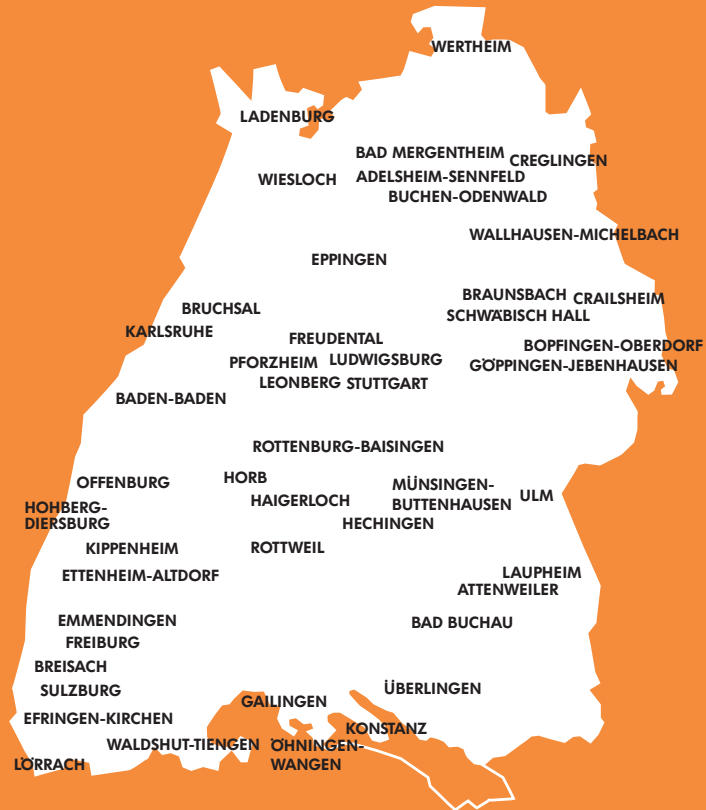 WERTHEIM
LADENBURG
BAD MERGENTHEIM
CREGLINGEN
WIESLOCH
ADELSHEIM-SENNFELD
BUCHEN-ODENWALD
WALLHAUSEN-MICHELBACH
EPPINGEN
BRAUNSBACH
CRAILSHEIM
BRUCHSAL
SCHWÄBISCH HALL
KARLSRUHE
FREUDENTAL
BOPFINGEN-OBERDORF
PFORZHEIM
LUDWIGSBURG
GÖPPINGEN-JEBENHAUSEN
LEONBERG
STUTTGART
BADEN-BADEN
ROTTENBURG-BAISINGEN
OFFENBURG
HORB
MÜNSINGEN-
BUTTENHAUSEN
ULM
HAIGERLOCH
HOHBERG-
DIERSBURG
HECHINGEN
KIPPENHEIM
ROTTWEIL
ETTENHEIM-ALTDORF
LAUPHEIM
ATTENWEILER
EMMENDINGEN
BAD BUCHAU
FREIBURG
BREISACH
SULZBURG
ÜBERLINGEN
GAILINGEN
EFRINGEN-KIRCHEN
KONSTANZ
WALDSHUT-TIENGEN
ÖHNINGEN-
WANGEN
LÖRRACH